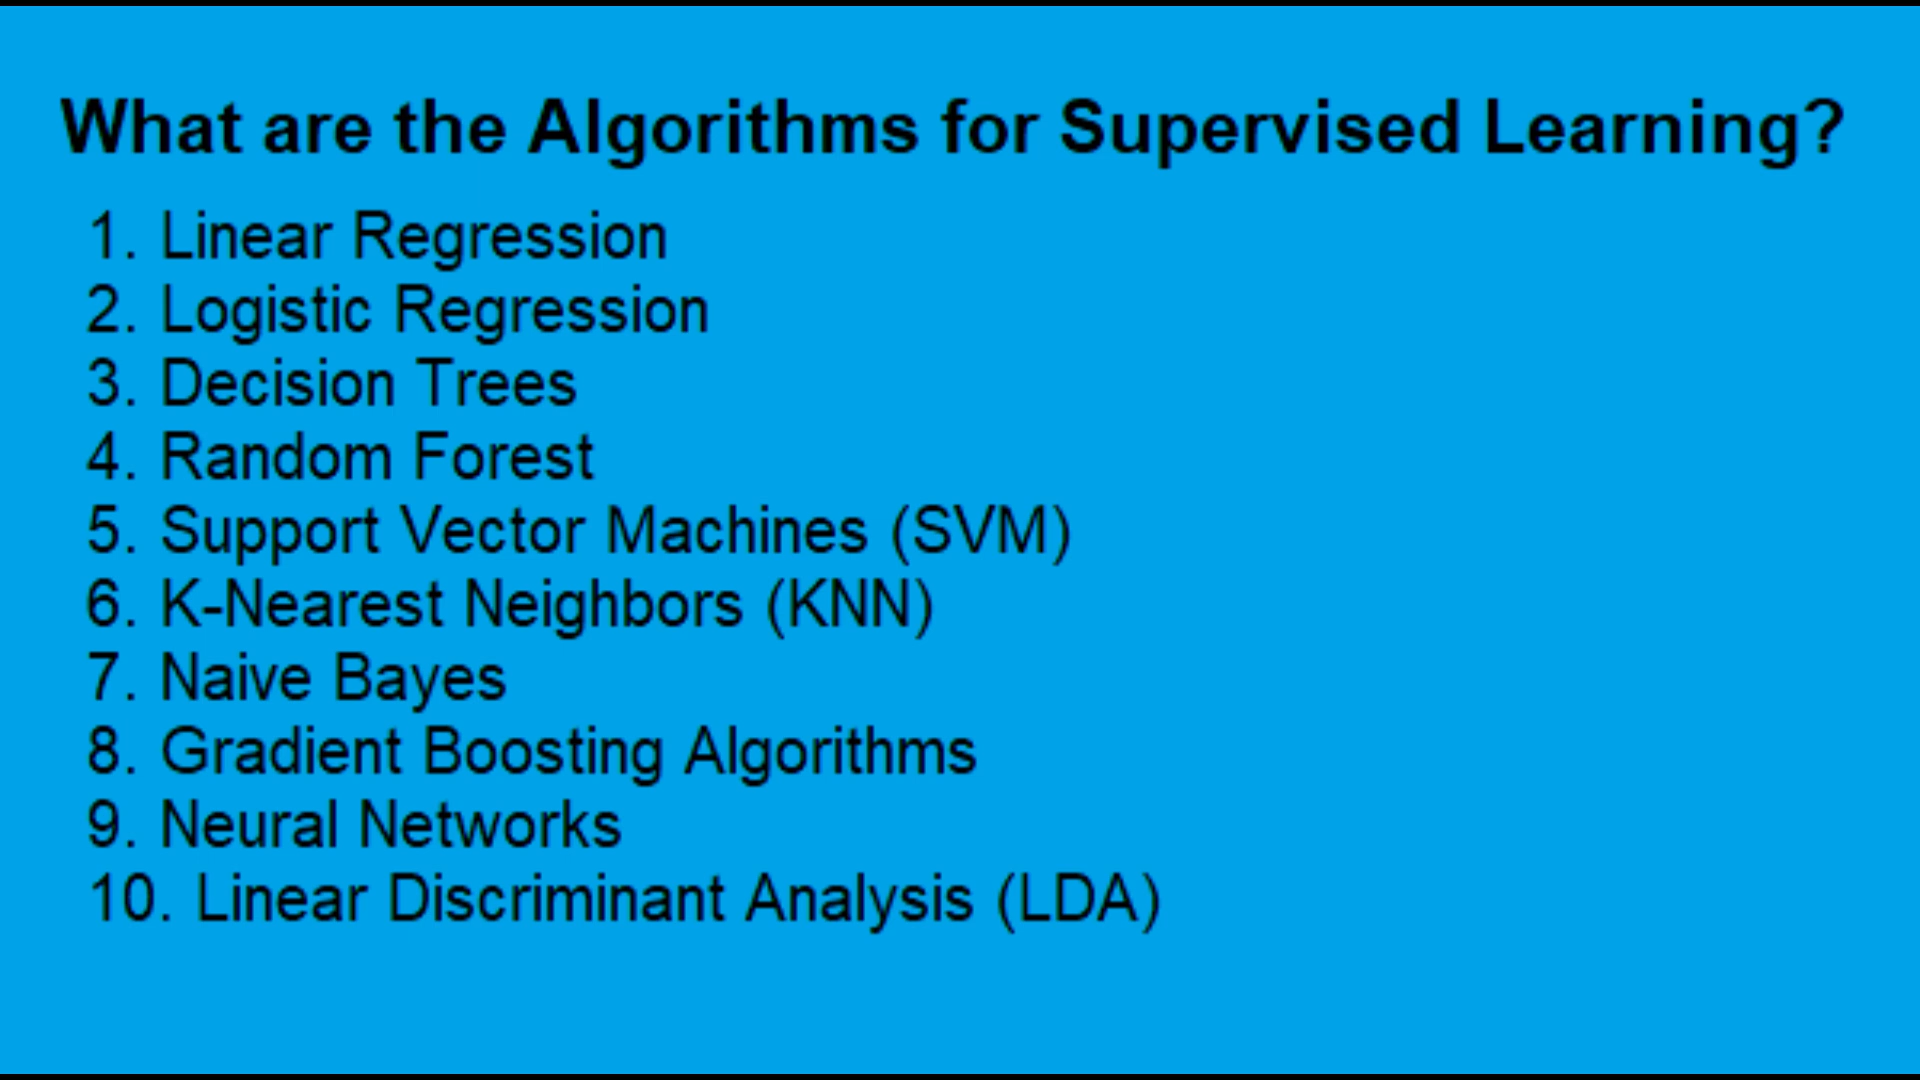 What are the Algorithms for Supervised Learning?
1. Linear Regression
2. Logistic Regression
3. Decision Trees
4. Random Forest
5. Support Vector Machines (SVM)
6. K-Nearest Neighbors (KNN)
7. Naive Bayes
8. Gradient Boosting Algorithms
9. Neural Networks
10. Linear Discriminant Analysis (LDA)